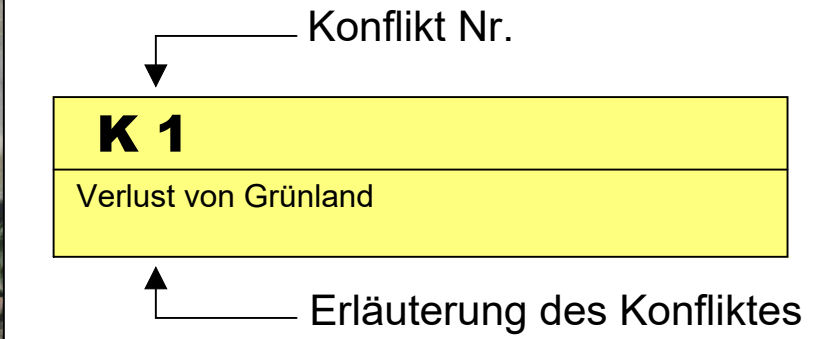 Konflikt Nr.
K 1
Verlust von Grünland
Erläuterung des Konfliktes